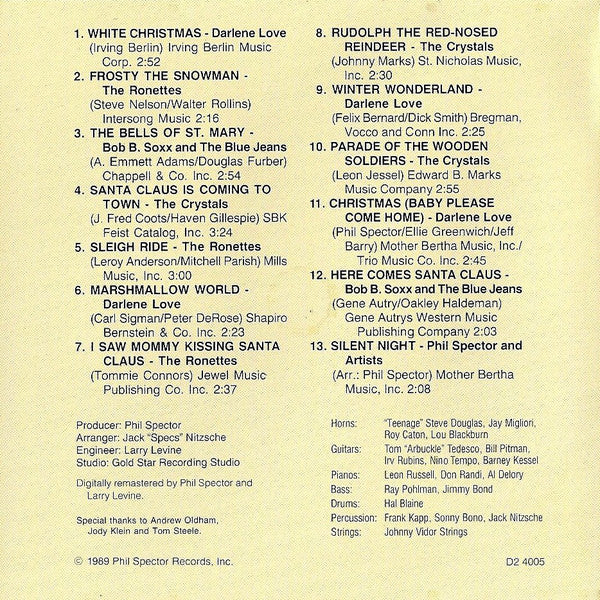 1. WHITE CHRISTMAS - Darlene Love
(Irving Berlin) Irving Berlin Music
Corp. 2:52
2. FROSTY THE SNOWMAN -
The Ronettes
(Steve Nelson/Walter Rollins)
Intersong Music 2:16
3. THE BELLS OF ST. MARY -
Bob B. Soxx and The Blue Jeans
(A. Emmett Adams/Douglas Furber)
Chappell & Co. Inc. 2:54
4. SANTA CLAUS IS COMING TO
TOWN - The Crystals
(J. Fred Coots/Haven Gillespie) SBK
Feist Catalog, Inc. 3:24
5. SLEIGH RIDE - The Ronettes
(Leroy Anderson/Mitchell Parish) Mills
Music, Inc. 3:00
6. MARSHMALLOW WORLD -
Darlene Love
(Carl Sigman/Peter DeRose) Shapiro
Bernstein & Co. Inc. 2:23
7. I SAW MOMMY KISSING SANTA
CLAUS - The Ronettes
(Tommie Connors) Jewel Music
Publishing Co. Inc. 2:37
8. RUDOLPH THE RED-NOSED
REINDEER - The Crystals
(Johnny Marks) St. Nicholas Music,
Inc. 2:30
9. WINTER WONDERLAND -
Darlene Love
(Felix Bernard/Dick Smith) Bregman,
Vocco and Conn Inc. 2:25
10. PARADE OF THE WOODEN
SOLDIERS - The Crystals
(Leon Jessel) Edward B. Marks
Music Company 2:55
11. CHRISTMAS (BABY PLEASE
COME HOME) - Darlene Love
(Phil Spector/Ellie Greenwich/Jeff
Barry) Mother Bertha Music, Inc./
Trio Music Co. Inc. 2:45
12. HERE COMES SANTA CLAUS -
Bob B. Soxx and The Blue Jeans
(Gene Autry/Oakley Haldeman)
Gene Autrys Western Music
Publishing Company 2:03
13. SILENT NIGHT - Phil Spector and
Artists
(Arr.: Phil Spector) Mother Bertha
Music, Inc. 2:08
Producer: Phil Spector
Arranger: Jack "Specs" Nitzsche
Engineer: Larry Levine
Studio: Gold Star Recording Studio
Digitally remastered by Phil Spector and
Larry Levine.
Special thanks to Andrew Oldham,
Jody Klein and Tom Steele.
© 1989 Phil Spector Records, Inc.
Horns: "Teenage" Steve Douglas, Jay Migliori,
Roy Caton, Lou Blackburn
Guitars: Tom "Arbuckle" Tedesco, Bill Pitman,
Irv Rubins, Nino Tempo, Barney Kessel
Pianos: Leon Russell, Don Randi, Al Delory
Bass: Ray Pohlman, Jimmy Bond
Drums: Hal Blaine
Percussion: Frank Kapp, Sonny Bono, Jack Nitzsche
Strings: Johnny Vidor Strings
D2 4005